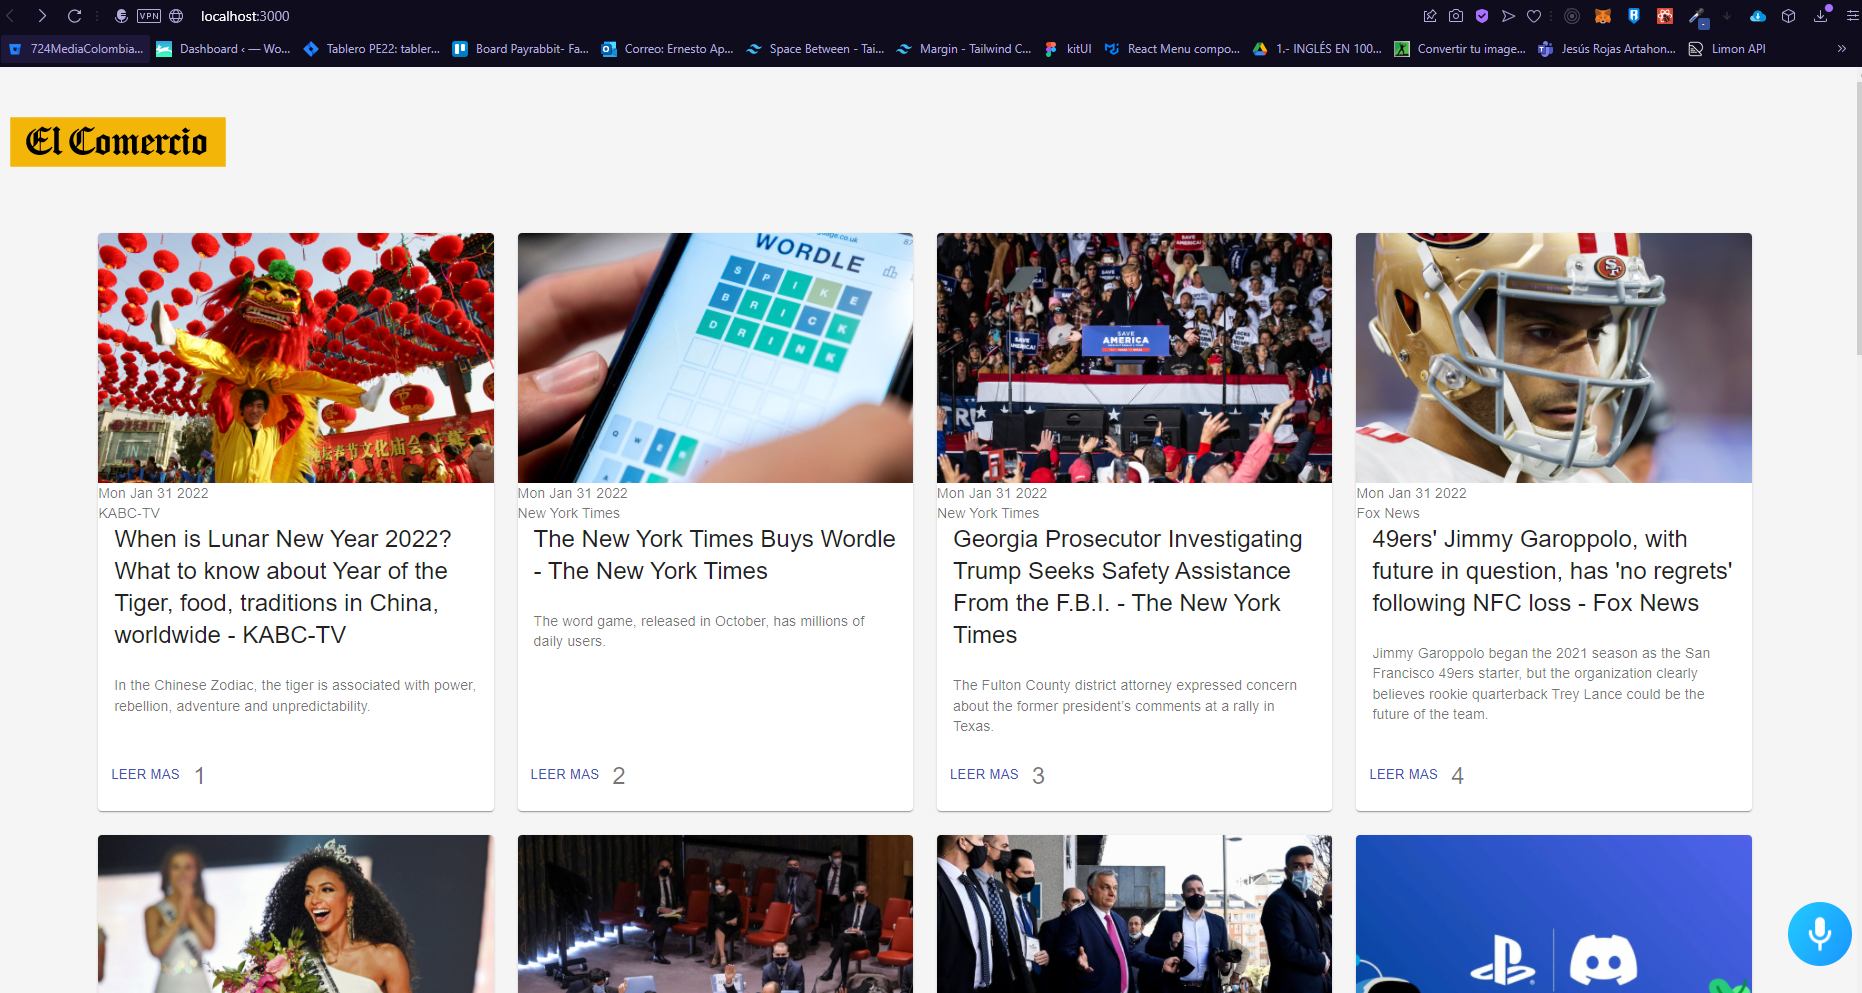 VPN
localhost:3000
724MediaColombia...
Dashboard ‹ — Wo...
Tablero PE22: tabler...
Board Payrabbit- Fa...
Correo: Ernesto Ap...
Space Between - Tai...
Margin - Tailwind C...
kitUI
React Menu compo...
1.- INGLÉS EN 100...
Convertir tu image...
Jesús Rojas Artahon...
Limon API
»
El Comercio
WORDLE
SPIKE
BRICK
DRINK
Q W E R
SAVE
AMERICA
SF
Mon Jan 31 2022
KABC-TV
When is Lunar New Year 2022?
What to know about Year of the
Tiger, food, traditions in China,
worldwide - KABC-TV
In the Chinese Zodiac, the tiger is associated with power,
rebellion, adventure and unpredictability.
LEER MAS 1
Mon Jan 31 2022
New York Times
The New York Times Buys Wordle
- The New York Times
The word game, released in October, has millions of
daily users.
LEER MAS 2
Mon Jan 31 2022
New York Times
Georgia Prosecutor Investigating
Trump Seeks Safety Assistance
From the F.B.I. - The New York
Times
The Fulton County district attorney expressed concern
about the former president’s comments at a rally in
Texas.
LEER MAS 3
Mon Jan 31 2022
Fox News
49ers' Jimmy Garoppolo, with
future in question, has 'no regrets'
following NFC loss - Fox News
Jimmy Garoppolo began the 2021 season as the San
Francisco 49ers starter, but the organization clearly
believes rookie quarterback Trey Lance could be the
future of the team.
LEER MAS 4